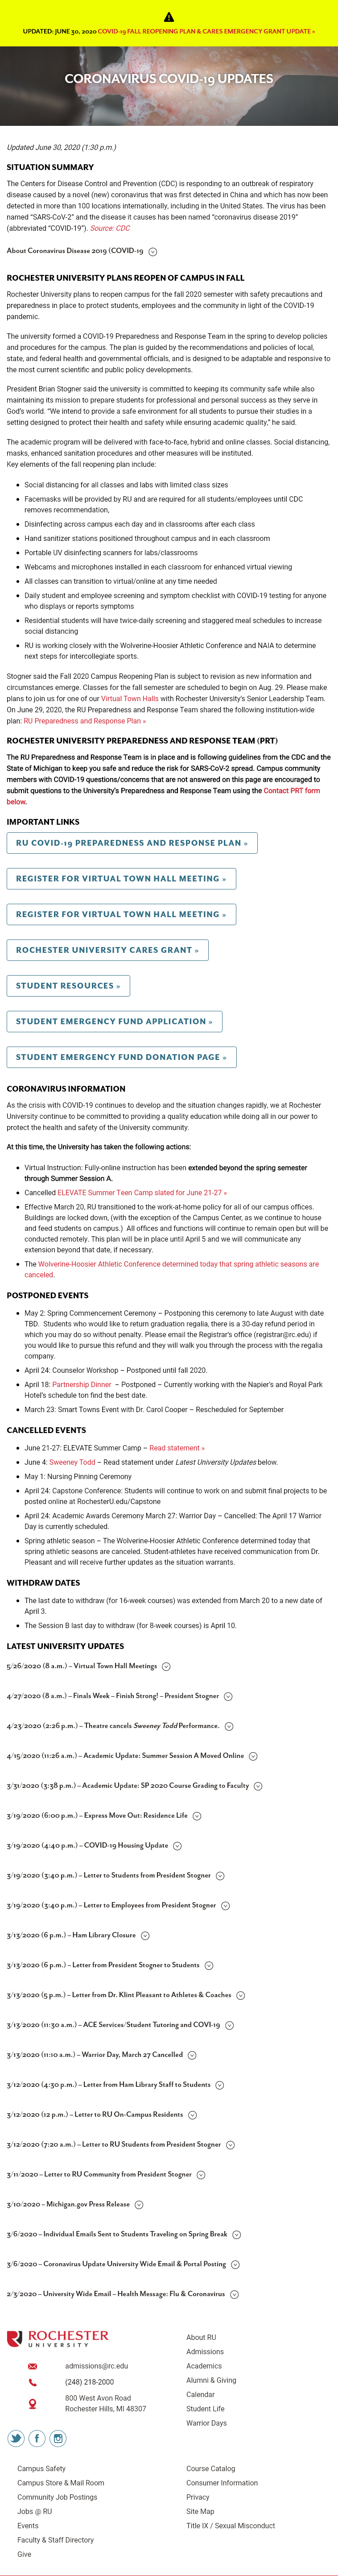 UPDATED: JUNE 30, 2020 COVID-19 FALL REOPENING PLAN & CARES EMERGENCY GRANT UPDATE »
CORONAVIRUS COVID-19 UPDATES
Updated June 30, 2020 (1:30 p.m.)
SITUATION SUMMARY
The Centers for Disease Control and Prevention (CDC) is responding to an outbreak of respiratory
disease caused by a novel (new) coronavirus that was first detected in China and which has now been
detected in more than 100 locations internationally, including in the United States. The virus has been
named “SARS-CoV-2” and the disease it causes has been named “coronavirus disease 2019”
(abbreviated “COVID-19”). Source: CDC
About Coronavirus Disease 2019 (COVID-19
ROCHESTER UNIVERSITY PLANS REOPEN OF CAMPUS IN FALL
Rochester University plans to reopen campus for the fall 2020 semester with safety precautions and
preparedness in place to protect students, employees and the community in light of the COVID-19
pandemic.
The university formed a COVID-19 Preparedness and Response Team in the spring to develop policies
and procedures for the campus. The plan is guided by the recommendations and policies of local,
state, and federal health and governmental officials, and is designed to be adaptable and responsive to
the most current scientific and public policy developments.
President Brian Stogner said the university is committed to keeping its community safe while also
maintaining its mission to prepare students for professional and personal success as they serve in
God’s world. “We intend to provide a safe environment for all students to pursue their studies in a
setting designed to protect their health and safety while ensuring academic quality,” he said.
The academic program will be delivered with face-to-face, hybrid and online classes. Social distancing,
masks, enhanced sanitation procedures and other measures will be instituted.
Key elements of the fall reopening plan include:
Social distancing for all classes and labs with limited class sizes
Facemasks will be provided by RU and are required for all students/employees until CDC
removes recommendation,
Disinfecting across campus each day and in classrooms after each class
Hand sanitizer stations positioned throughout campus and in each classroom
Portable UV disinfecting scanners for labs/classrooms
Webcams and microphones installed in each classroom for enhanced virtual viewing
All classes can transition to virtual/online at any time needed
Daily student and employee screening and symptom checklist with COVID-19 testing for anyone
who displays or reports symptoms
Residential students will have twice-daily screening and staggered meal schedules to increase
social distancing
RU is working closely with the Wolverine-Hoosier Athletic Conference and NAIA to determine
next steps for intercollegiate sports.
Stogner said the Fall 2020 Campus Reopening Plan is subject to revision as new information and
circumstances emerge. Classes for the fall semester are scheduled to begin on Aug. 29. Please make
plans to join us for one of our Virtual Town Halls with Rochester University’s Senior Leadership Team.
On June 29, 2020, the RU Preparedness and Response Team shared the following institution-wide
plan: RU Preparedness and Response Plan »
ROCHESTER UNIVERSITY PREPAREDNESS AND RESPONSE TEAM (PRT)
The RU Preparedness and Response Team is in place and is following guidelines from the CDC and the
State of Michigan to keep you safe and reduce the risk for SARS-CoV-2 spread. Campus community
members with COVID-19 questions/concerns that are not answered on this page are encouraged to
submit questions to the University’s Preparedness and Response Team using the Contact PRT form
below.
IMPORTANT LINKS
RU COVID-19 PREPAREDNESS AND RESPONSE PLAN »
REGISTER FOR VIRTUAL TOWN HALL MEETING »
REGISTER FOR VIRTUAL TOWN HALL MEETING »
ROCHESTER UNIVERSITY CARES GRANT »
STUDENT RESOURCES »
STUDENT EMERGENCY FUND APPLICATION »
STUDENT EMERGENCY FUND DONATION PAGE »
CORONAVIRUS INFORMATION
As the crisis with COVID-19 continues to develop and the situation changes rapidly, we at Rochester
University continue to be committed to providing a quality education while doing all in our power to
protect the health and safety of the University community.
At this time, the University has taken the following actions:
Virtual Instruction: Fully-online instruction has been extended beyond the spring semester
through Summer Session A.
Cancelled ELEVATE Summer Teen Camp slated for June 21-27 »
Effective March 20, RU transitioned to the work-at-home policy for all of our campus offices.
Buildings are locked down, (with the exception of the Campus Center, as we continue to house
and feed students on campus.)  All offices and functions will continue to remain open but will be
conducted remotely. This plan will be in place until April 5 and we will communicate any
extension beyond that date, if necessary.
The Wolverine-Hoosier Athletic Conference determined today that spring athletic seasons are
canceled.
POSTPONED EVENTS
May 2: Spring Commencement Ceremony – Postponing this ceremony to late August with date
TBD.  Students who would like to return graduation regalia, there is a 30-day refund period in
which you may do so without penalty. Please email the Registrar’s office (registrar@rc.edu) if
you would like to pursue this refund and they will walk you through the process with the regalia
company.
April 24: Counselor Workshop – Postponed until fall 2020.
April 18: Partnership Dinner  – Postponed – Currently working with the Napier’s and Royal Park
Hotel’s schedule ton find the best date.
March 23: Smart Towns Event with Dr. Carol Cooper – Rescheduled for September
CANCELLED EVENTS
June 21-27: ELEVATE Summer Camp – Read statement »
June 4: Sweeney Todd – Read statement under Latest University Updates below.
May 1: Nursing Pinning Ceremony
April 24: Capstone Conference: Students will continue to work on and submit final projects to be
posted online at RochesterU.edu/Capstone
April 24: Academic Awards Ceremony March 27: Warrior Day – Cancelled: The April 17 Warrior
Day is currently scheduled.
Spring athletic season – The Wolverine-Hoosier Athletic Conference determined today that
spring athletic seasons are canceled. Student-athletes have received communication from Dr.
Pleasant and will receive further updates as the situation warrants.
WITHDRAW DATES
The last date to withdraw (for 16-week courses) was extended from March 20 to a new date of
April 3.
The Session B last day to withdraw (for 8-week courses) is April 10.
LATEST UNIVERSITY UPDATES
5/26/2020 (8 a.m.) – Virtual Town Hall Meetings
4/27/2020 (8 a.m.) – Finals Week – Finish Strong! – President Stogner
4/23/2020 (2:26 p.m.) – Theatre cancels Sweeney Todd Performance.
4/15/2020 (11:26 a.m.) – Academic Update: Summer Session A Moved Online
3/31/2020 (3:38 p.m.) – Academic Update: SP 2020 Course Grading to Faculty
3/19/2020 (6:00 p.m.) – Express Move Out: Residence Life
3/19/2020 (4:40 p.m.) – COVID-19 Housing Update
3/19/2020 (3:40 p.m.) – Letter to Students from President Stogner
3/19/2020 (3:40 p.m.) – Letter to Employees from President Stogner
3/13/2020 (6 p.m.) – Ham Library Closure
3/13/2020 (6 p.m.) – Letter from President Stogner to Students
3/13/2020 (5 p.m.) – Letter from Dr. Klint Pleasant to Athletes & Coaches
3/13/2020 (11:30 a.m.) – ACE Services/Student Tutoring and COVI-19
3/13/2020 (11:10 a.m.) – Warrior Day, March 27 Cancelled
3/12/2020 (4:30 p.m.) – Letter from Ham Library Staff to Students
3/12/2020 (12 p.m.) – Letter to RU On-Campus Residents
3/12/2020 (7:20 a.m.) – Letter to RU Students from President Stogner
3/11/2020 – Letter to RU Community from President Stogner
3/10/2020 – Michigan.gov Press Release
3/6/2020 – Individual Emails Sent to Students Traveling on Spring Break
3/6/2020 – Coronavirus Update University Wide Email & Portal Posting
2/3/2020 – University Wide Email – Health Message: Flu & Coronavirus
ROCHESTER
UNIVERSITY
admissions@rc.edu
(248) 218-2000
800 West Avon Road
Rochester Hills, MI 48307
About RU
Admissions
Academics
Alumni & Giving
Calendar
Student Life
Warrior Days
Campus Safety
Campus Store & Mail Room
Community Job Postings
Jobs @ RU
Events
Faculty & Staff Directory
Give
Course Catalog
Consumer Information
Privacy
Site Map
Title IX / Sexual Misconduct